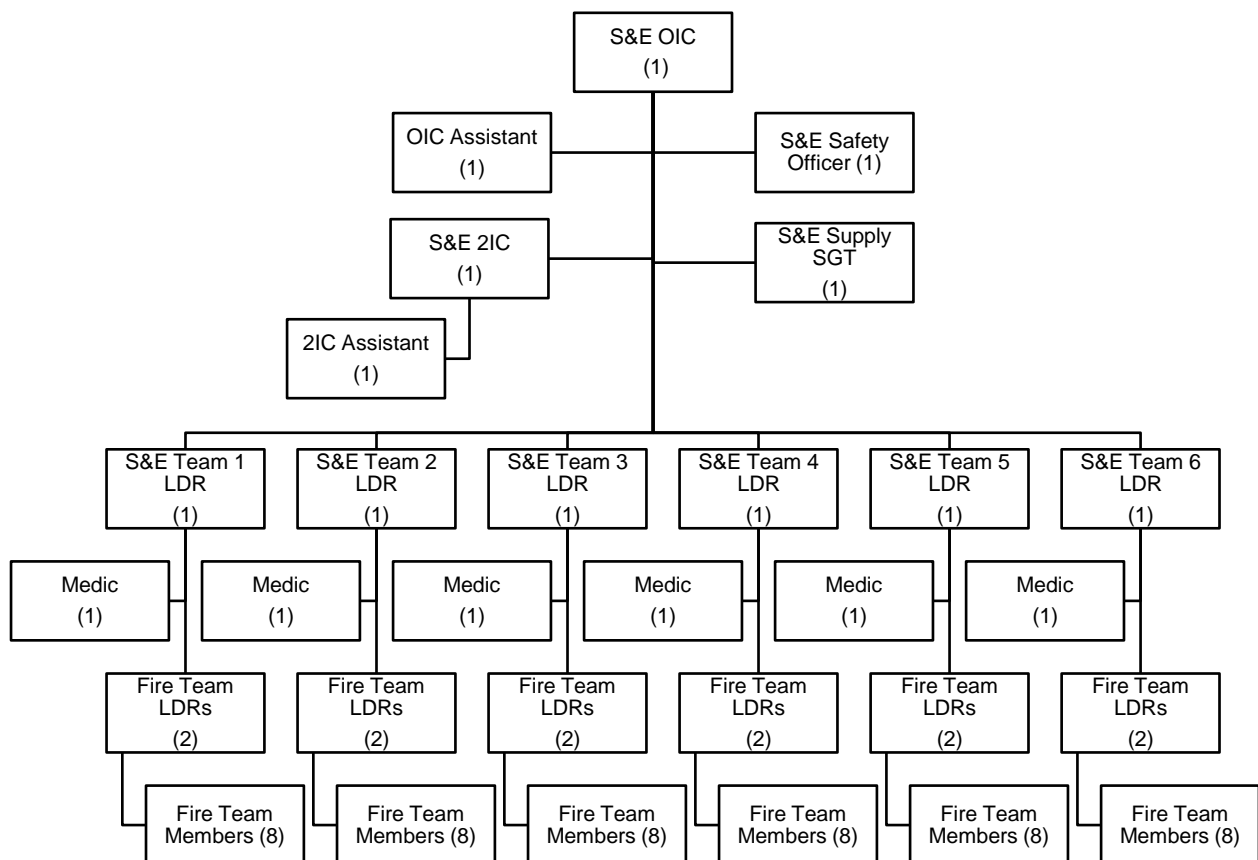 S&E OIC
(1)
OIC Assistant
(1)
S&E Safety
Officer (1)
S&E 2IC
(1)
S&E Supply
SGT
(1)
2IC Assistant
(1)
S&E Team 1
LDR
(1)
S&E Team 2
LDR
(1)
S&E Team 3
LDR
(1)
S&E Team 4
LDR
(1)
S&E Team 5
LDR
(1)
S&E Team 6
LDR
(1)
Medic
(1)
Medic
(1)
Medic
(1)
Medic
(1)
Medic
(1)
Medic
(1)
Fire Team
LDRs
(2)
Fire Team
LDRs
(2)
Fire Team
LDRs
(2)
Fire Team
LDRs
(2)
Fire Team
LDRs
(2)
Fire Team
LDRs
(2)
Fire Team
Members (8)
Fire Team
Members (8)
Fire Team
Members (8)
Fire Team
Members (8)
Fire Team
Members (8)
Fire Team
Members (8)